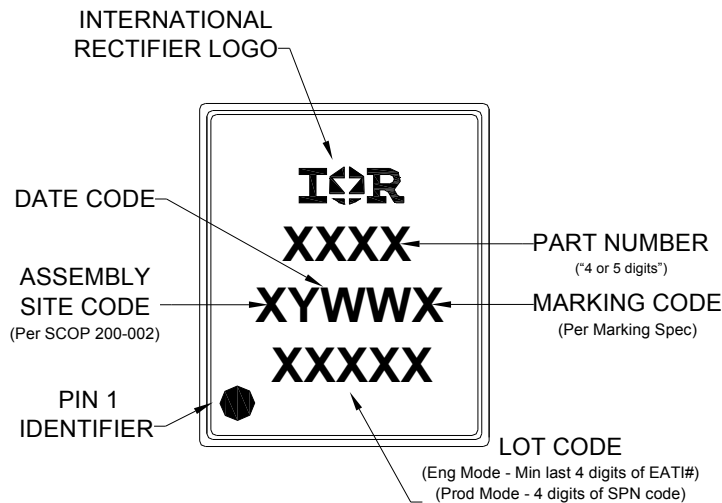 INTERNATIONAL
RECTIFIER LOGO
IOR
DATE CODE
XXXX
PART NUMBER
("4 or 5 digits")
ASSEMBLY
SITE CODE
(Per SCOP 200-002)
XYWWX
MARKING CODE
(Per Marking Spec)
XXXXX
PIN 1
IDENTIFIER
LOT CODE
(Eng Mode - Min last 4 digits of EATI#)
(Prod Mode - 4 digits of SPN code)